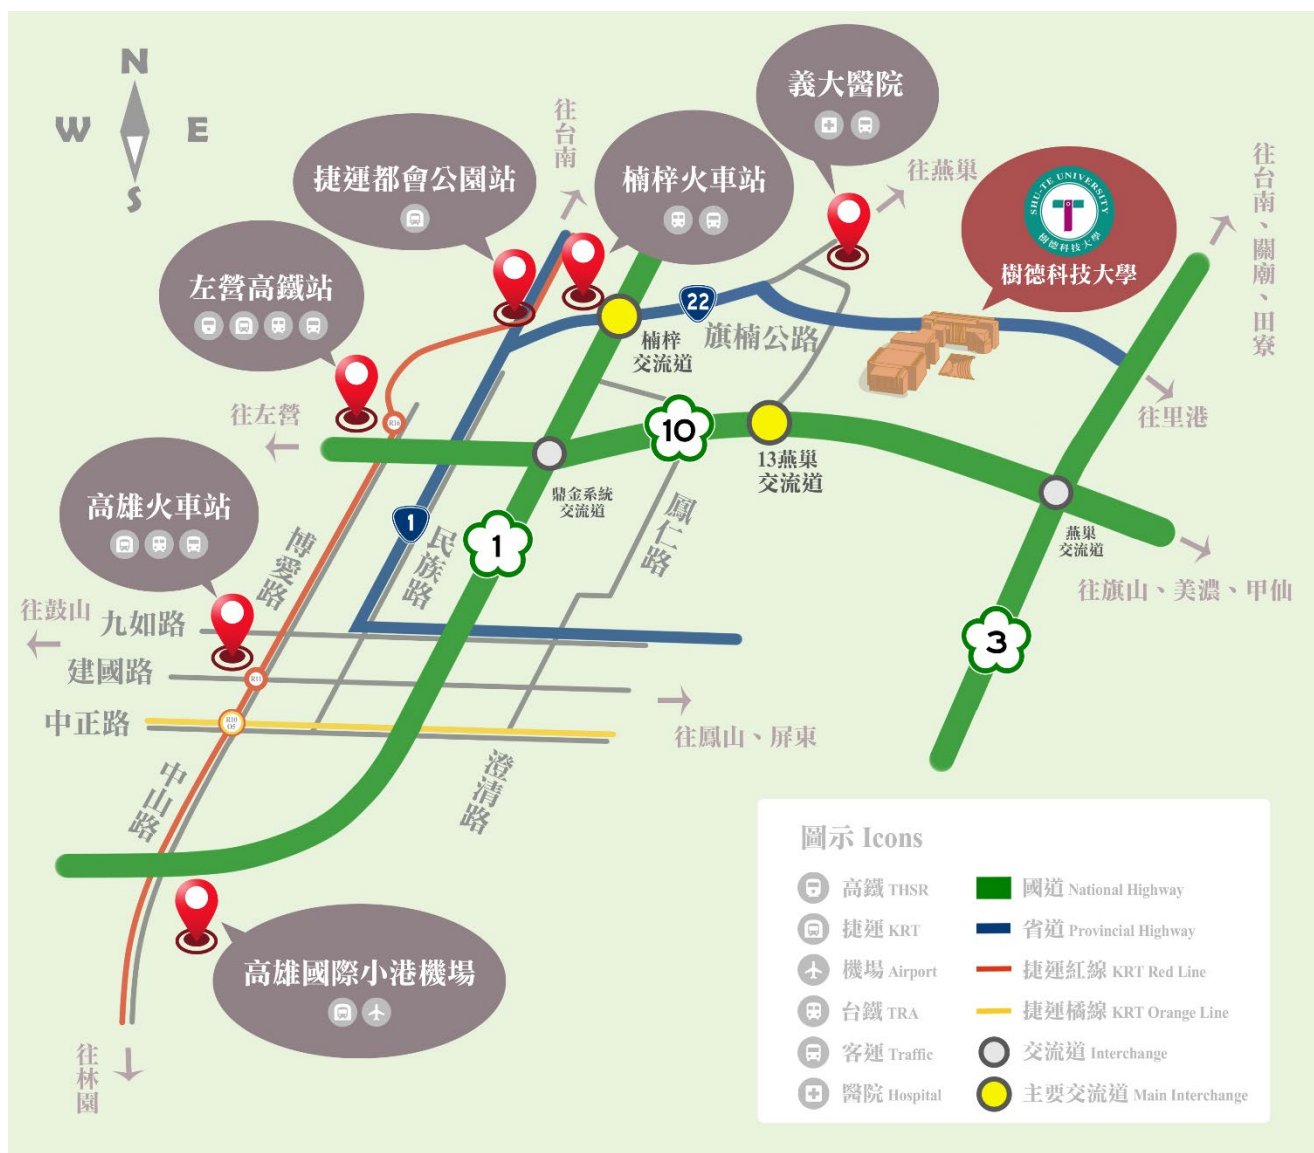 N
W E
S
義大醫院
往台南
捷運都會公園站
楠梓火車站
往燕巢
往台南、關廟、田寮
SHU-TE UNIVERSITY
樹德科技大學
樹德科技大學
左營高鐵站
22
楠梓
交流道
旗楠公路
往左營
R16
往里港
10
13燕巢
交流道
高雄火車站
鼎金系統
交流道
1
民族路
1
鳳仁路
博愛路
燕巢
交流道
往旗山、美濃、甲仙
往鼓山
九如路
3
建國路
R11
中正路
R10
O5
往鳳山、屏東
澄清路
中山路
高雄國際小港機場
往林園
圖示 Icons
高鐵 THSR
國道 National Highway
捷運 KRT
省道 Provincial Highway
機場 Airport
捷運紅線 KRT Red Line
台鐵 TRA
捷運橘線 KRT Orange Line
客運 Traffic
交流道 Interchange
醫院 Hospital
主要交流道 Main Interchange